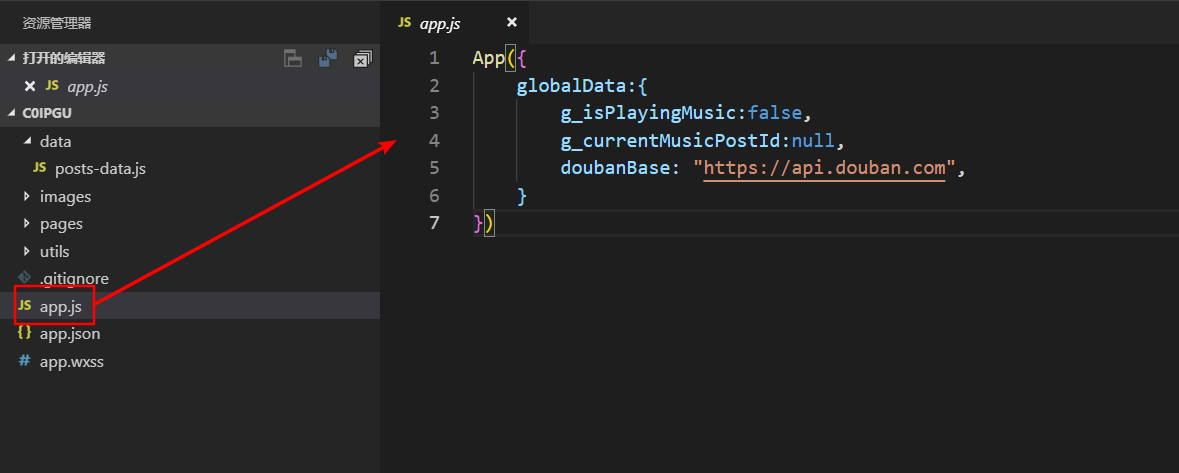 资源管理器
打开的编辑器
JS app.js
C0IPGU
data
JS posts-data.js
images
pages
utils
.gitignore
JS app.js
{} app.json
# app.wxss
JS app.js
1 App({
2 globalData:{
3 g_isPlayingMusic:false,
4 g_currentMusicPostId:null,
5 doubanBase: "https://api.douban.com",
6 }
7 })